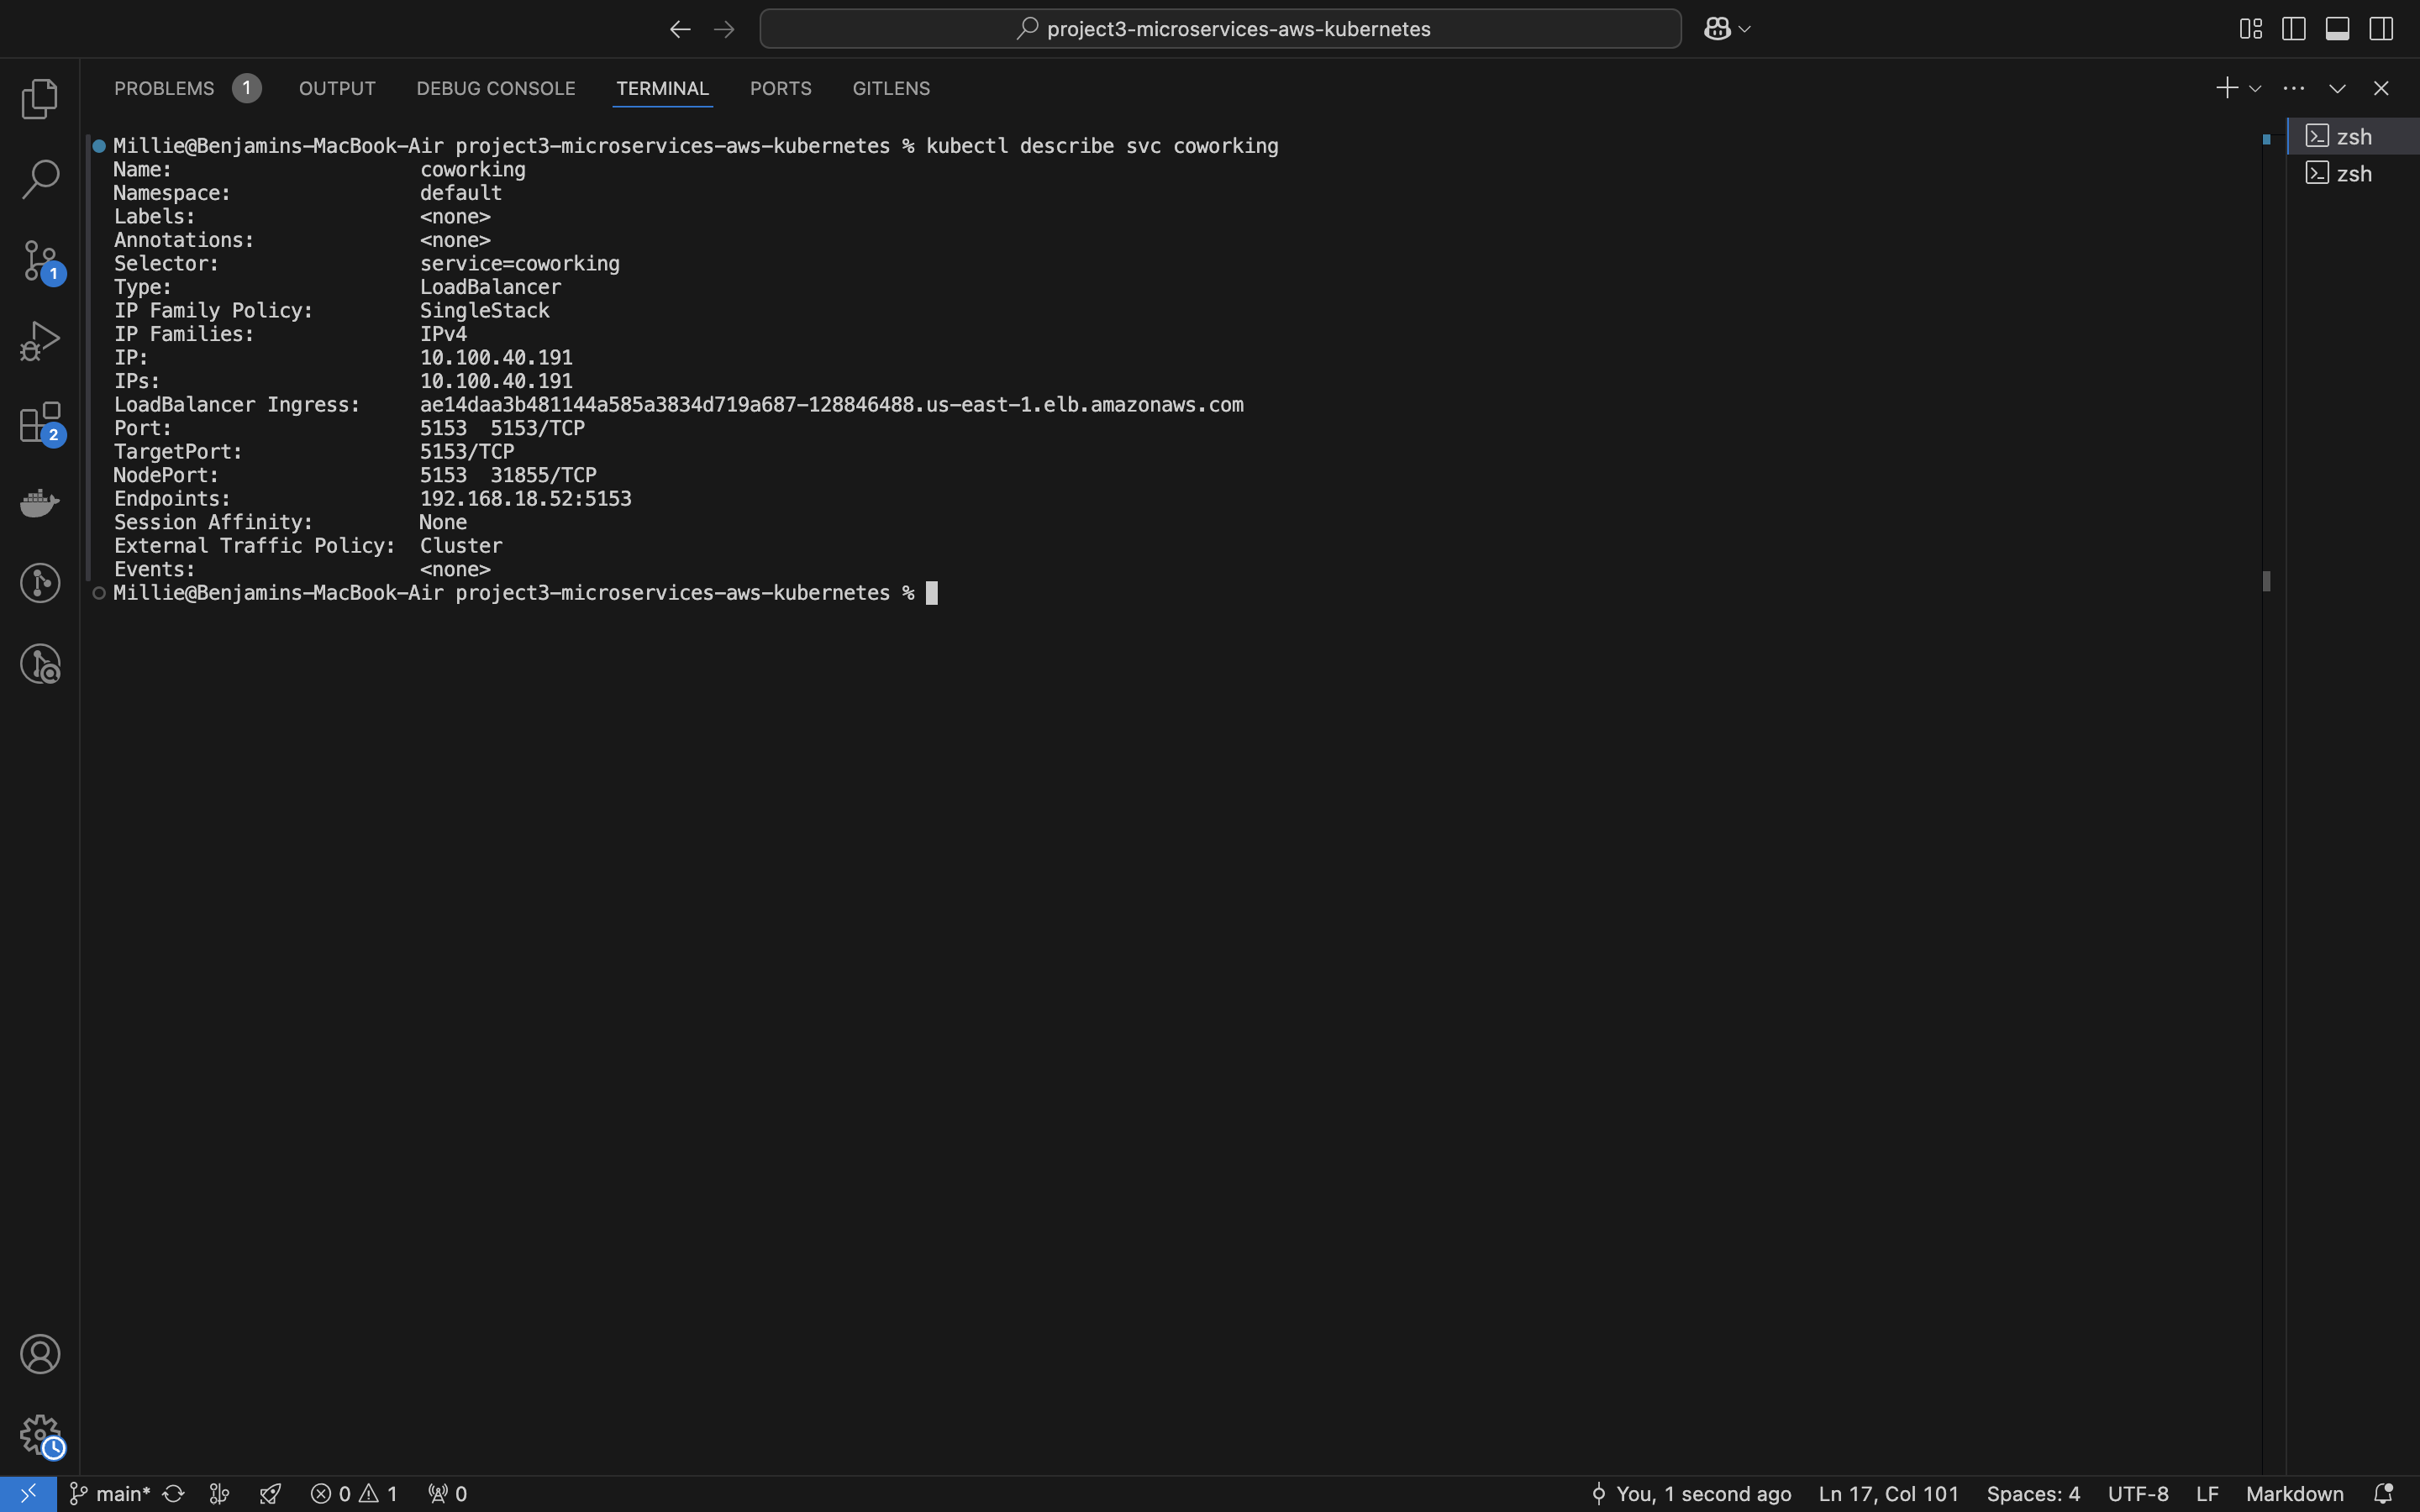 project3-microservices-aws-kubernetes
PROBLEMS 1 OUTPUT DEBUG CONSOLE TERMINAL PORTS GITLENS
zsh
zsh
Millie@Benjamins-MacBook-Air project3-microservices-aws-kubernetes % kubectl describe svc coworking
Name: coworking
Namespace: default
Labels: <none>
Annotations: <none>
Selector: service=coworking
Type: LoadBalancer
IP Family Policy: SingleStack
IP Families: IPv4
IP: 10.100.40.191
IPs: 10.100.40.191
LoadBalancer Ingress: ae14daa3b481144a585a3834d719a687-128846488.us-east-1.elb.amazonaws.com
Port: 5153 5153/TCP
TargetPort: 5153/TCP
NodePort: 5153 31855/TCP
Endpoints: 192.168.18.52:5153
Session Affinity: None
External Traffic Policy: Cluster
Events: <none>
Millie@Benjamins-MacBook-Air project3-microservices-aws-kubernetes %
1
2
main* 0 1 0 You, 1 second ago Ln 17, Col 101 Spaces: 4 UTF-8 LF Markdown